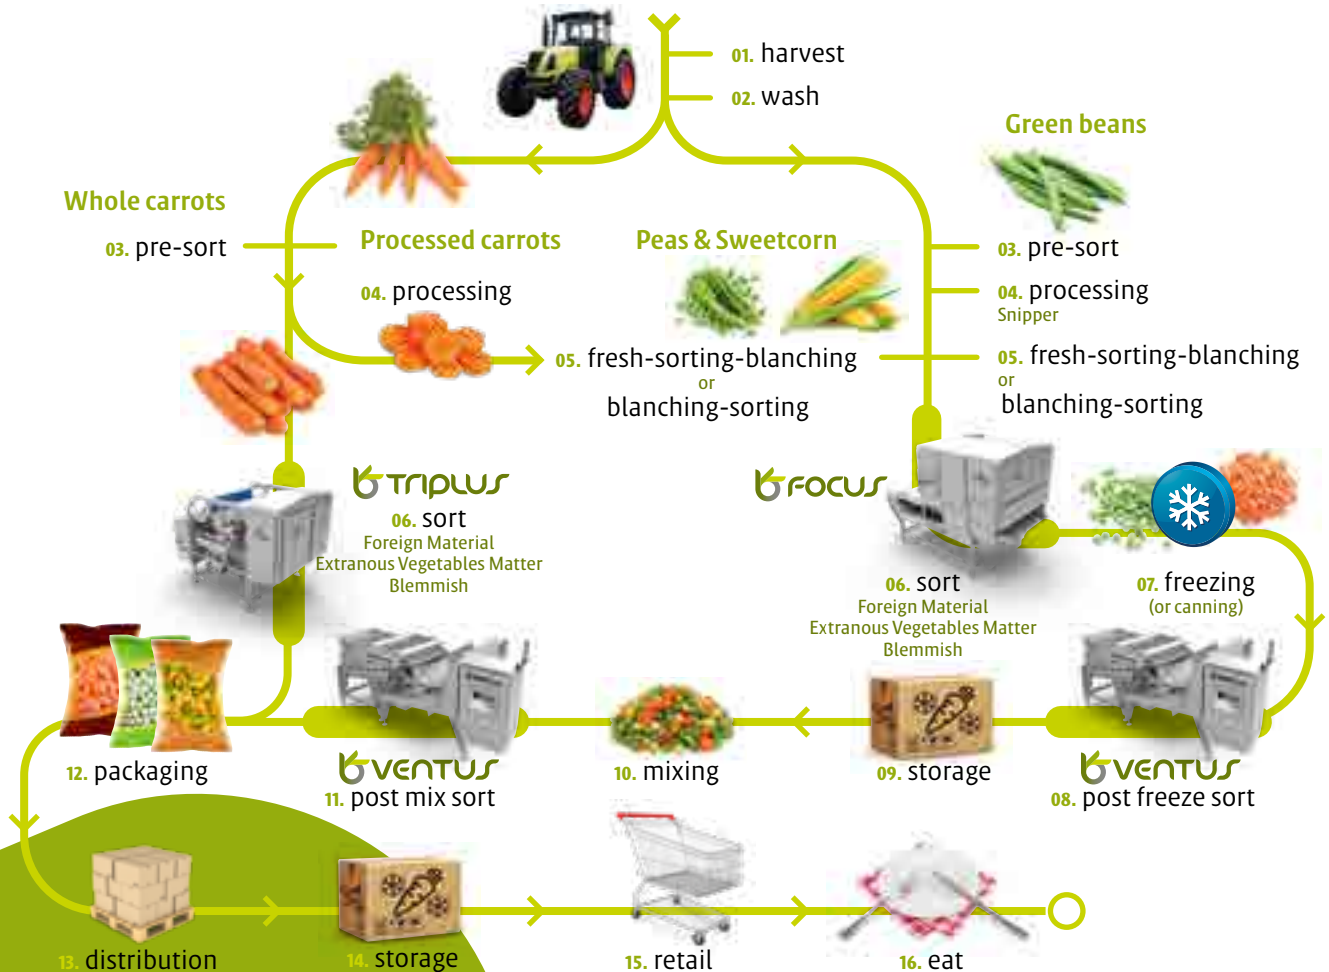 01. harvest
02. wash
Green beans
Whole carrots
03. pre-sort
Processed carrots
04. processing
Peas & Sweetcorn
03. pre-sort
04. processing
Snipper
05. fresh-sorting-blanching
or
blanching-sorting
05. fresh-sorting-blanching
or
blanching-sorting
TRIPLUS
06. sort
Foreign Material
Extranous Vegetables Matter
Blemmish
FOCUS
06. sort
Foreign Material
Extranous Vegetables Matter
Blemmish
07. freezing
(or canning)
12. packaging
VENTUS
11. post mix sort
10. mixing
09. storage
VENTUS
08. post freeze sort
13. distribution
14. storage
15. retail
16. eat